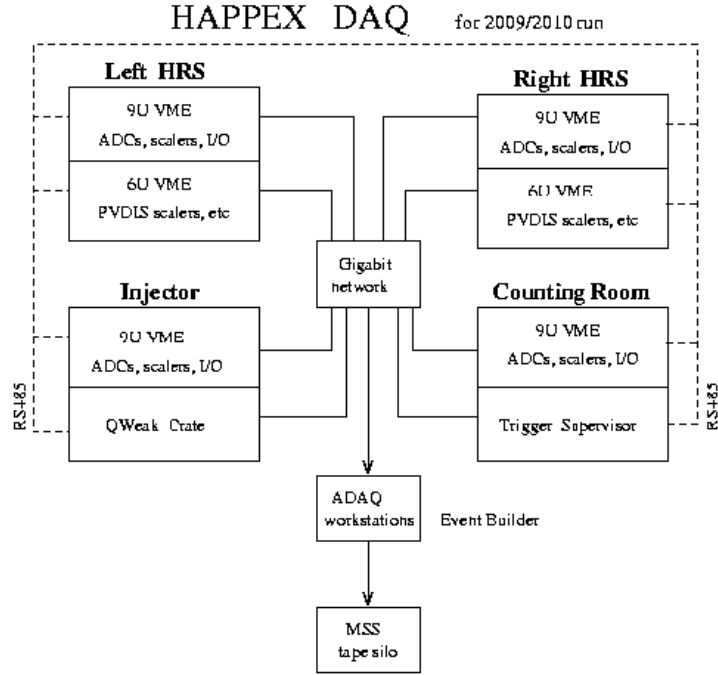 HAPPEX DAQ for 2009/2010 run
Left HRS
9U VME
ADCs, scalers, I/O
6U VME
PVDIS scalers, etc
Right HRS
9U VME
ADCs, scalers, I/O
6U VME
PVDIS scalers, etc
Gigabit
network
Injector
9U VME
ADCs, scalers, I/O
QWeak Crate
Counting Room
9U VME
ADCs, scalers, I/O
Trigger Supervisor
RS485
RS485
ADAQ
workstations
Event Builder
MSS
tape silo